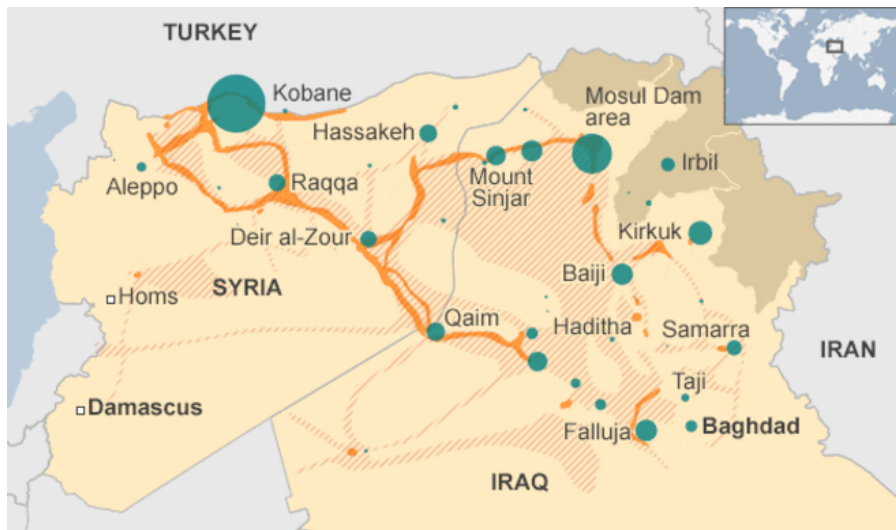 TURKEY
Kobane
Mosul Dam
area
Hassakeh
Aleppo
Raqqa
Mount
Sinjar
Irbil
Deir al-Zour
Kirkuk
Baiji
Homs
SYRIA
Qaim
Haditha
Samarra
IRAN
Damascus
Taji
Falluja
Baghdad
IRAQ